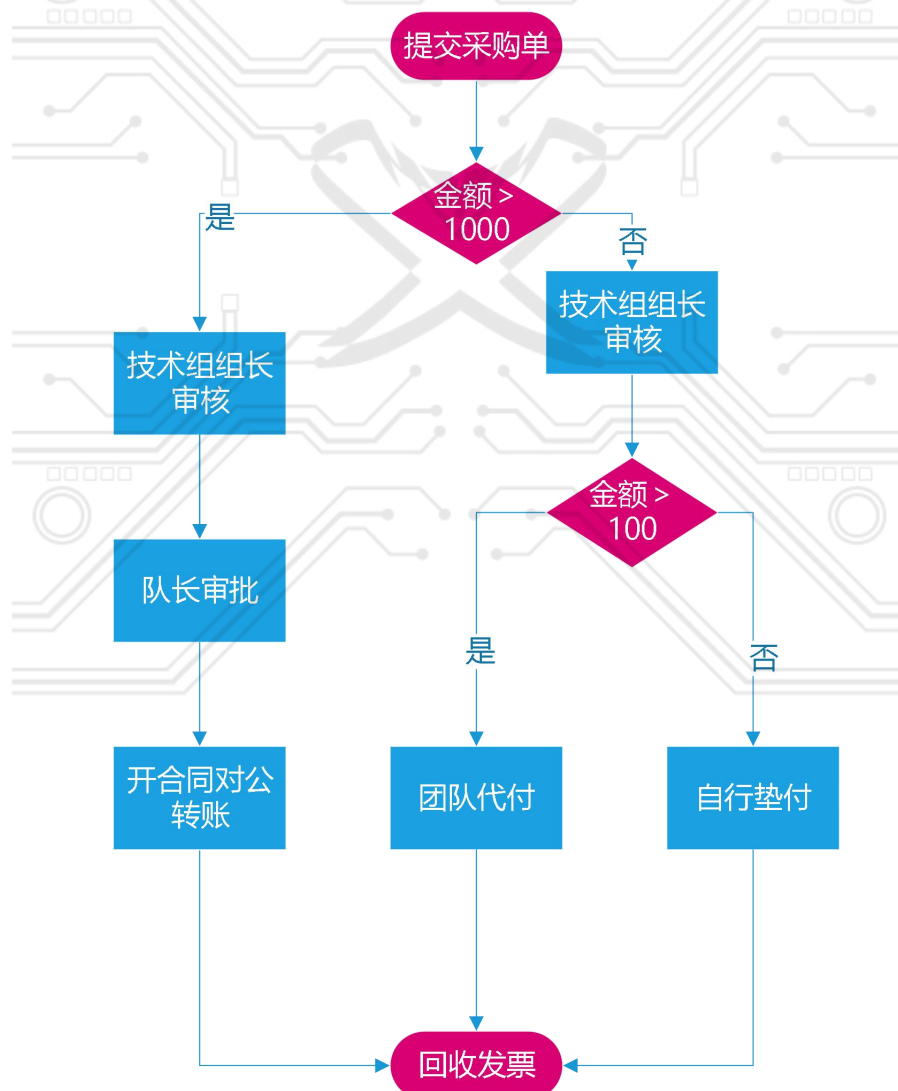 提交采购单
金额 >
1000
是
否
技术组组长
审核
技术组组长
审核
金额 >
100
队长审批
是
否
开合同对公
转账
团队代付
自行垫付
回收发票